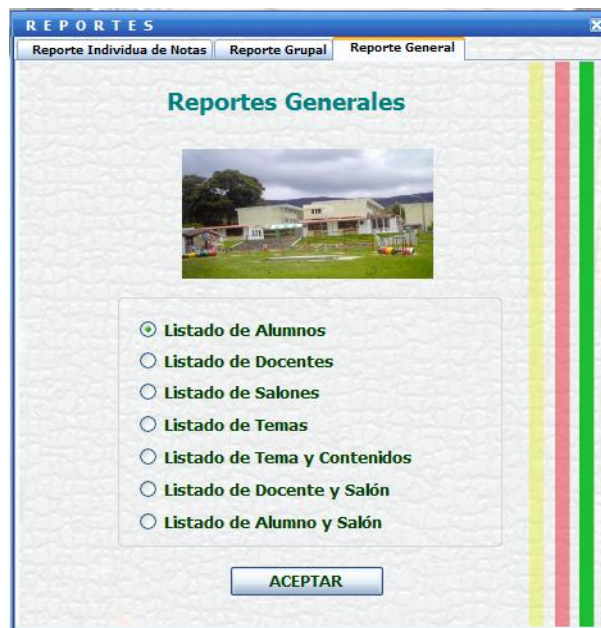 REPORTES
Reporte Individua de Notas Reporte Grupal Reporte General
Reportes Generales
Listado de Alumnos
Listado de Docentes
Listado de Salones
Listado de Temas
Listado de Tema y Contenidos
Listado de Docente y Salón
Listado de Alumno y Salón
ACEPTAR